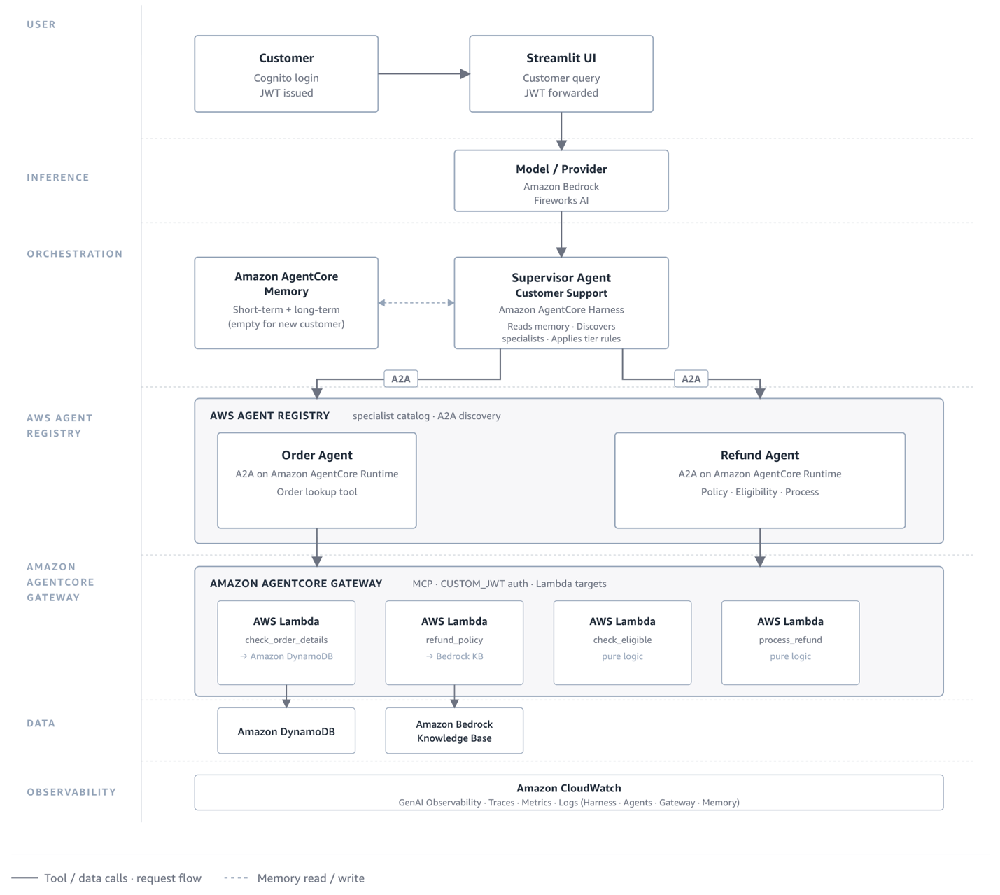 USER
Customer
Cognito login
JWT issued
Streamlit UI
Customer query
JWT forwarded
INFERENCE
Model / Provider
Amazon Bedrock
Fireworks AI
ORCHESTRATION
Amazon AgentCore
Memory
Short-term + long-term
(empty for new customer)
Supervisor Agent
Customer Support
Amazon AgentCore Harness
Reads memory · Discovers
specialists · Applies tier rules
A2A
A2A
AWS AGENT
REGISTRY
AWS AGENT REGISTRY specialist catalog · A2A discovery
Order Agent
A2A on Amazon AgentCore Runtime
Order lookup tool
Refund Agent
A2A on Amazon AgentCore Runtime
Policy · Eligibility · Process
AMAZON
AGENTCORE
GATEWAY
AMAZON AGENTCORE GATEWAY MCP · CUSTOM_JWT auth · Lambda targets
AWS Lambda
check_order_details
→ Amazon DynamoDB
AWS Lambda
refund_policy
→ Bedrock KB
AWS Lambda
check_eligible
pure logic
AWS Lambda
process_refund
pure logic
DATA
Amazon DynamoDB
Amazon Bedrock
Knowledge Base
OBSERVABILITY
Amazon CloudWatch
GenAI Observability · Traces · Metrics · Logs (Harness · Agents · Gateway · Memory)
Tool / data calls · request flow
Memory read / write